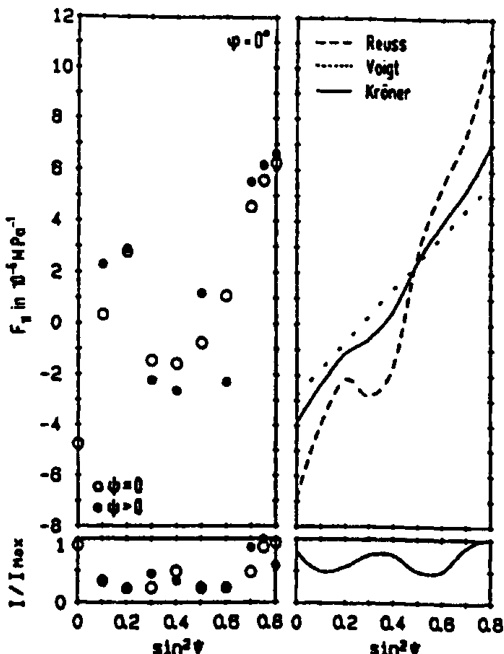 12
10
8
6
4
2
0
-2
-4
-6
-8
F₁₁ in 10⁻⁶ MPa⁻¹
φ = 0°
ψ>0
Reuss
Voigt
Kröner
1
0
I / I max
0 0.2 0.4 0.6 0.8
sin²ψ
0 0.2 0.4 0.6 0.8
sin²ψ